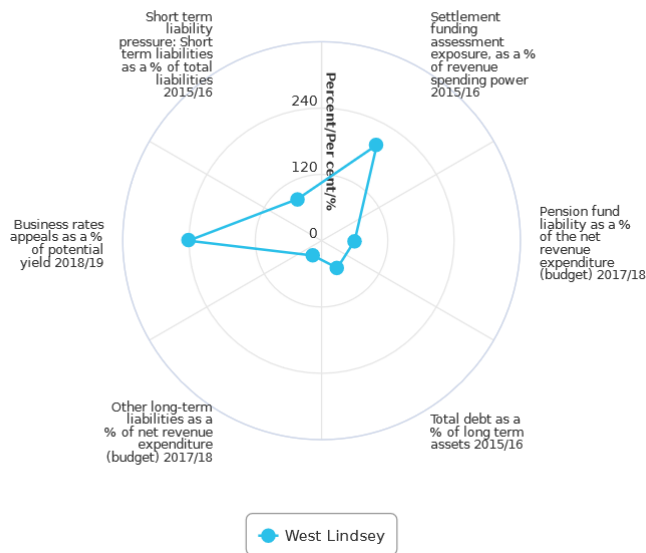 Short term
liability
pressure: Short
term liabilities
as a % of total
liabilities
2015/16
Settlement
funding
assessment
exposure, as a %
of revenue
spending power
2015/16
Percent/Per cent/%
240
120
0
Business rates
appeals as a %
of potential
yield 2018/19
Pension fund
liability as a %
of the net
revenue
expenditure
(budget) 2017/18
Other long-term
liabilities as a
% of net revenue
expenditure
(budget) 2017/18
Total debt as a
% of long term
assets 2015/16
West Lindsey